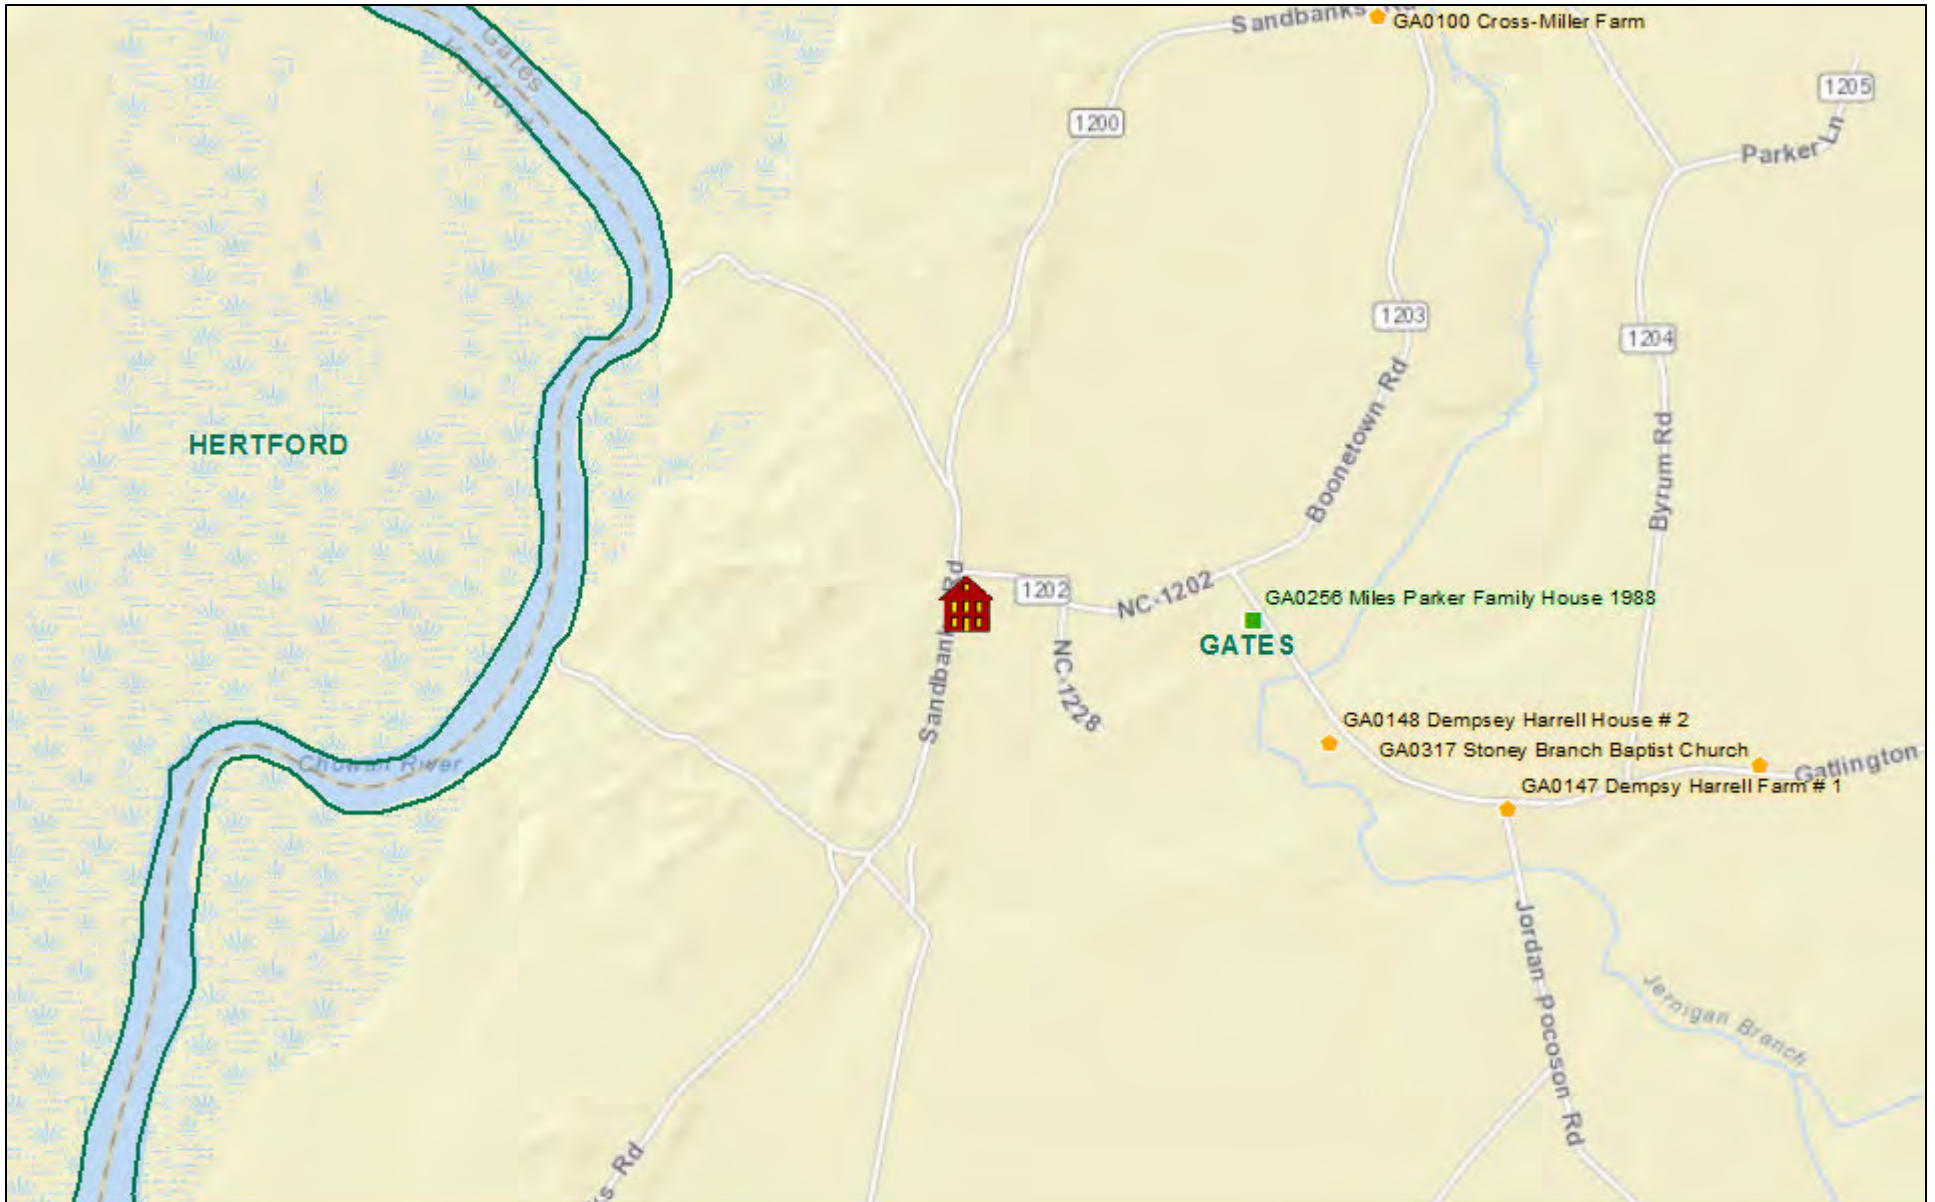 Sandbanks Rd
GA0100 Cross-Miller Farm
Gates
Hertford
1205
1200
Parker Ln
1203
1204
Boonetown Rd
Byrum Rd
HERTFORD
Sandbanks Rd
1202
NC-1202
NC-1228
GA0256 Miles Parker Family House 1988
GATES
GA0148 Dempsey Harrell House # 2
GA0317 Stoney Branch Baptist Church
Gatlington
GA0147 Dempsy Harrell Farm # 1
Chowan River
Jordan Pocoson Rd
Jernigan Branch
ks Rd